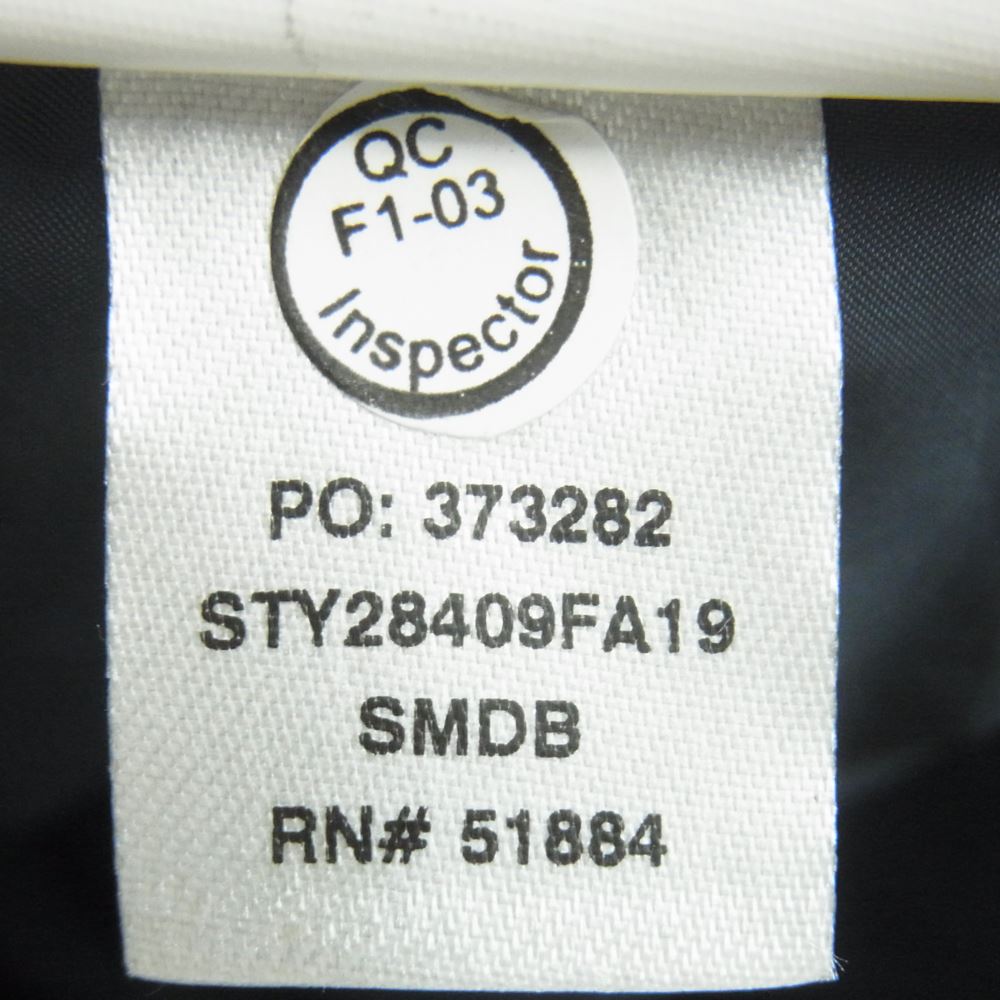 QC
F1-03
Inspector
PO: 373282
STY28409FA19
SMDB
RN# 51884